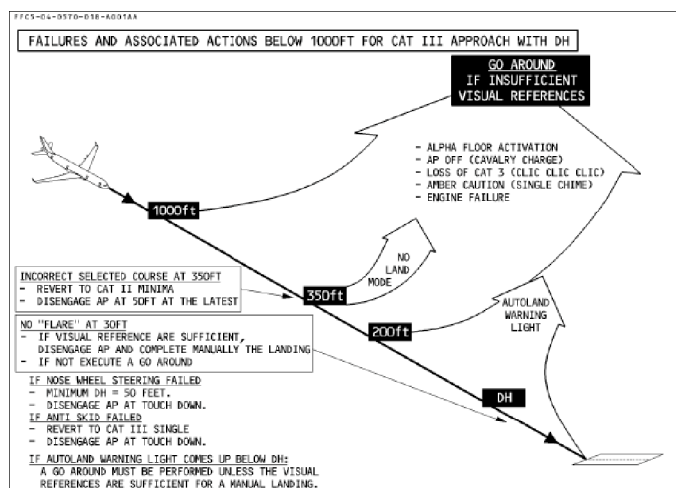 FFC5-04-0370-018-A001AA
FAILURES AND ASSOCIATED ACTIONS BELOW 1000FT FOR CAT III APPROACH WITH DH
GO AROUND
IF INSUFFICIENT
VISUAL REFERENCES
- ALPHA FLOOR ACTIVATION
- AP OFF (CAVALRY CHARGE)
- LOSS OF CAT 3 (CLIC CLIC CLIC)
- AMBER CAUTION (SINGLE CHIME)
- ENGINE FAILURE
1000ft
NO
LAND
MODE
INCORRECT SELECTED COURSE AT 350FT
- REVERT TO CAT II MINIMA
- DISENGAGE AP AT 50FT AT THE LATEST
350ft
AUTOLAND
WARNING
LIGHT
200ft
NO "FLARE" AT 30FT
- IF VISUAL REFERENCE ARE SUFFICIENT,
DISENGAGE AP AND COMPLETE MANUALLY THE LANDING
- IF NOT EXECUTE A GO AROUND
DH
IF NOSE WHEEL STEERING FAILED
- MINIMUM DH = 50 FEET.
- DISENGAGE AP AT TOUCH DOWN.
IF ANTI SKID FAILED
- REVERT TO CAT III SINGLE
- DISENGAGE AP AT TOUCH DOWN.
IF AUTOLAND WARNING LIGHT COMES UP BELOW DH:
A GO AROUND MUST BE PERFORMED UNLESS THE VISUAL
REFERENCES ARE SUFFICIENT FOR A MANUAL LANDING.